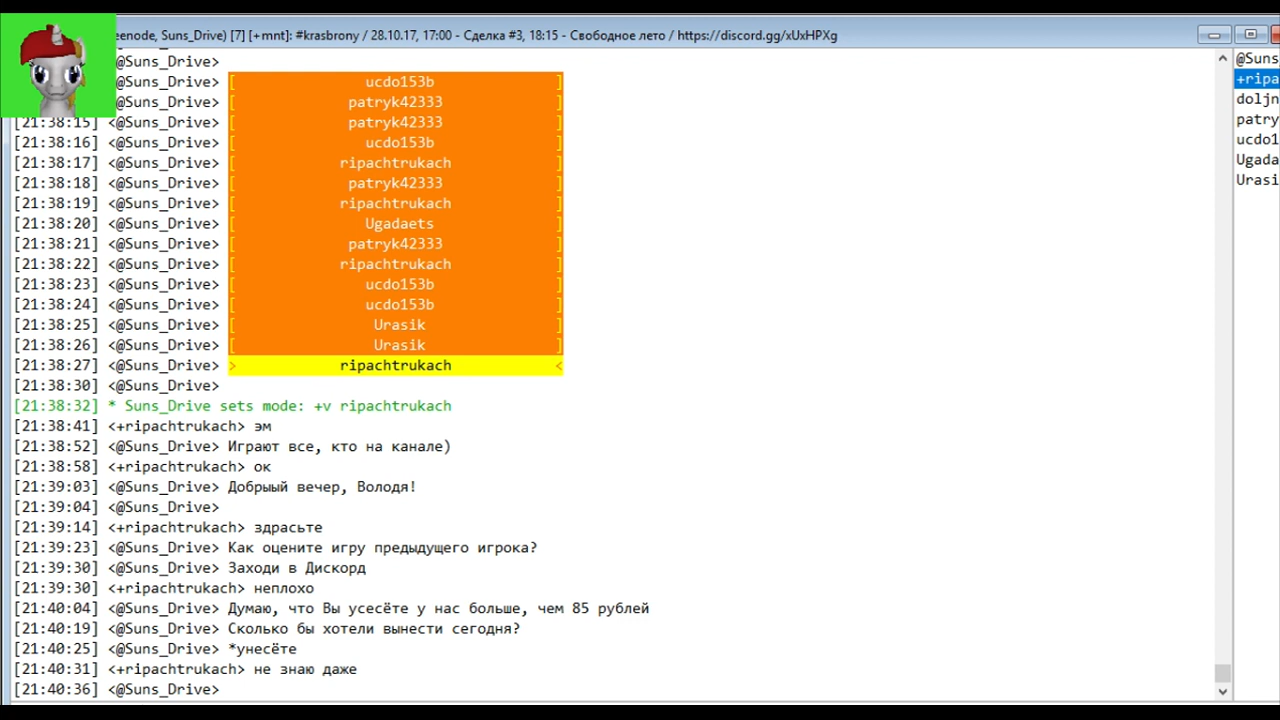 eenode, Suns_Drive) [7] [+mnt]: #krasbrony / 28.10.17, 17:00 - Сделка #3, 18:15 - Свободное лето / https://discord.gg/xUxHPXg
<@Suns_Drive>
<@Suns_Drive> [ ucdo153b ]
<@Suns_Drive> [ patryk42333 ]
[21:38:15] <@Suns_Drive> [ patryk42333 ]
[21:38:16] <@Suns_Drive> [ ucdo153b ]
[21:38:17] <@Suns_Drive> [ ripachtrukach ]
[21:38:18] <@Suns_Drive> [ patryk42333 ]
[21:38:19] <@Suns_Drive> [ ripachtrukach ]
[21:38:20] <@Suns_Drive> [ Ugadaets ]
[21:38:21] <@Suns_Drive> [ patryk42333 ]
[21:38:22] <@Suns_Drive> [ ripachtrukach ]
[21:38:23] <@Suns_Drive> [ ucdo153b ]
[21:38:24] <@Suns_Drive> [ ucdo153b ]
[21:38:25] <@Suns_Drive> [ Urasik ]
[21:38:26] <@Suns_Drive> [ Urasik ]
[21:38:27] <@Suns_Drive> > ripachtrukach <
[21:38:30] <@Suns_Drive>
[21:38:32] * Suns_Drive sets mode: +v ripachtrukach
[21:38:41] <+ripachtrukach> эм
[21:38:52] <@Suns_Drive> Играют все, кто на канале)
[21:38:58] <+ripachtrukach> ок
[21:39:03] <@Suns_Drive> Добрыый вечер, Володя!
[21:39:04] <@Suns_Drive>
[21:39:14] <+ripachtrukach> здрасьте
[21:39:23] <@Suns_Drive> Как оцените игру предыдущего игрока?
[21:39:30] <@Suns_Drive> Заходи в Дискорд
[21:39:30] <+ripachtrukach> неплохо
[21:40:04] <@Suns_Drive> Думаю, что Вы усесёте у нас больше, чем 85 рублей
[21:40:19] <@Suns_Drive> Сколько бы хотели вынести сегодня?
[21:40:25] <@Suns_Drive> *унесёте
[21:40:31] <+ripachtrukach> не знаю даже
[21:40:36] <@Suns_Drive>
@Suns
+ripa
doljn
patry
ucdo1
Ugada
Urasi